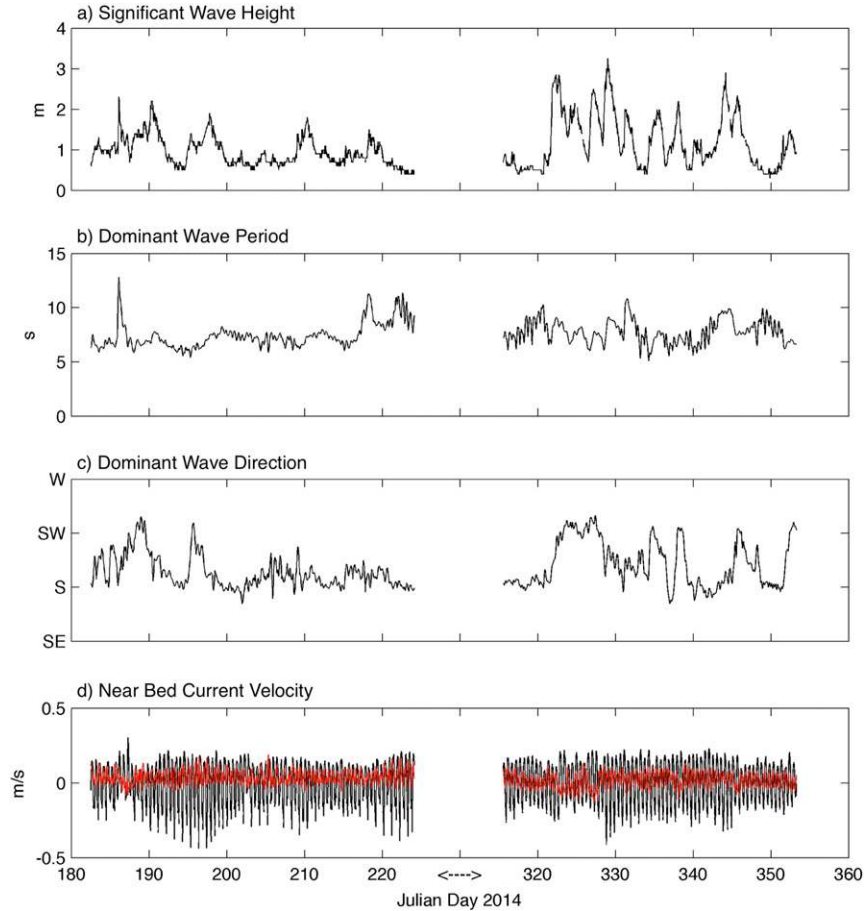 a) Significant Wave Height
4
3
2
1
0
m
b) Dominant Wave Period
15
10
5
0
s
c) Dominant Wave Direction
W
SW
S
SE
d) Near Bed Current Velocity
0.5
0
-0.5
m/s
180 190 200 210 220 <----> 320 330 340 350 360
Julian Day 2014